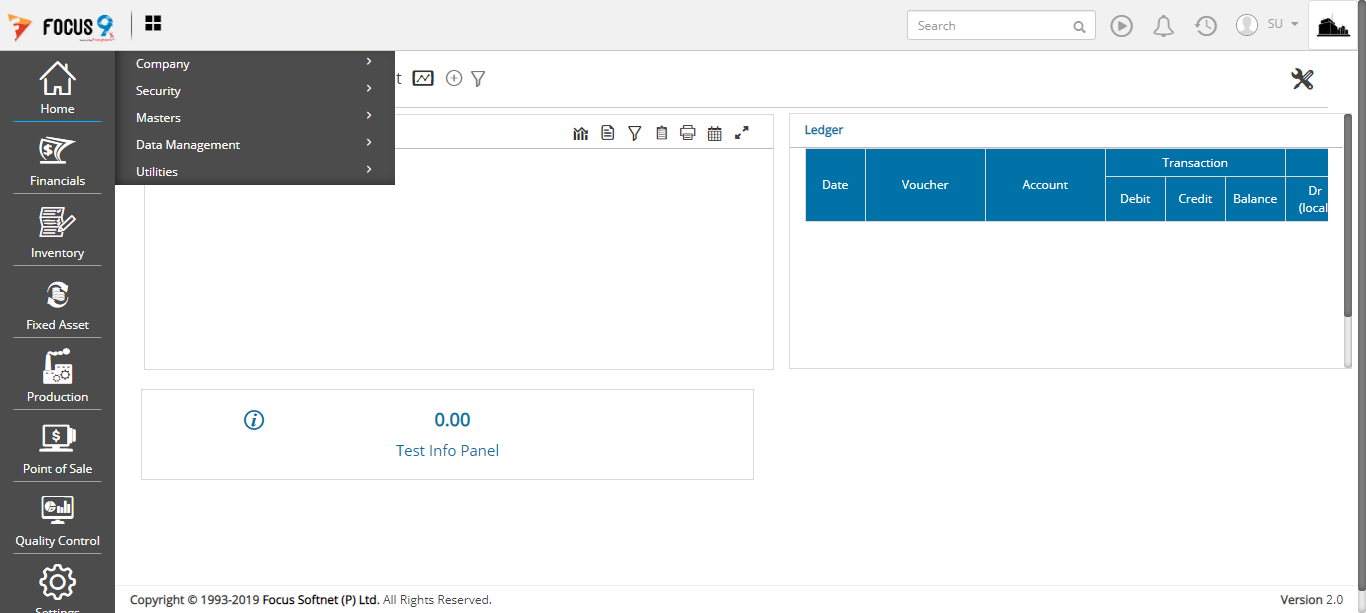 FOCUS 9
Search
SU
Home
Financials
Inventory
Fixed Asset
Production
Point of Sale
Quality Control
Settings
Company
Security
Masters
Data Management
Utilities
t
Ledger
Date
Voucher
Account
Transaction
Debit
Credit
Balance
Dr
(local
0.00
Test Info Panel
Copyright © 1993-2019 Focus Softnet (P) Ltd. All Rights Reserved.
Version 2.0